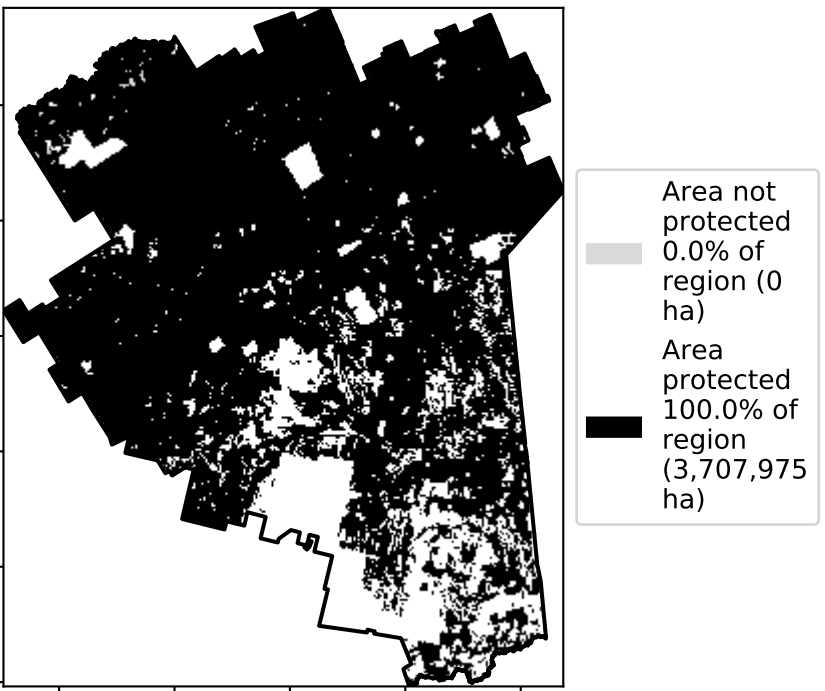 Area not
protected
0.0% of
region (0
ha)
Area
protected
100.0% of
region
(3,707,975
ha)